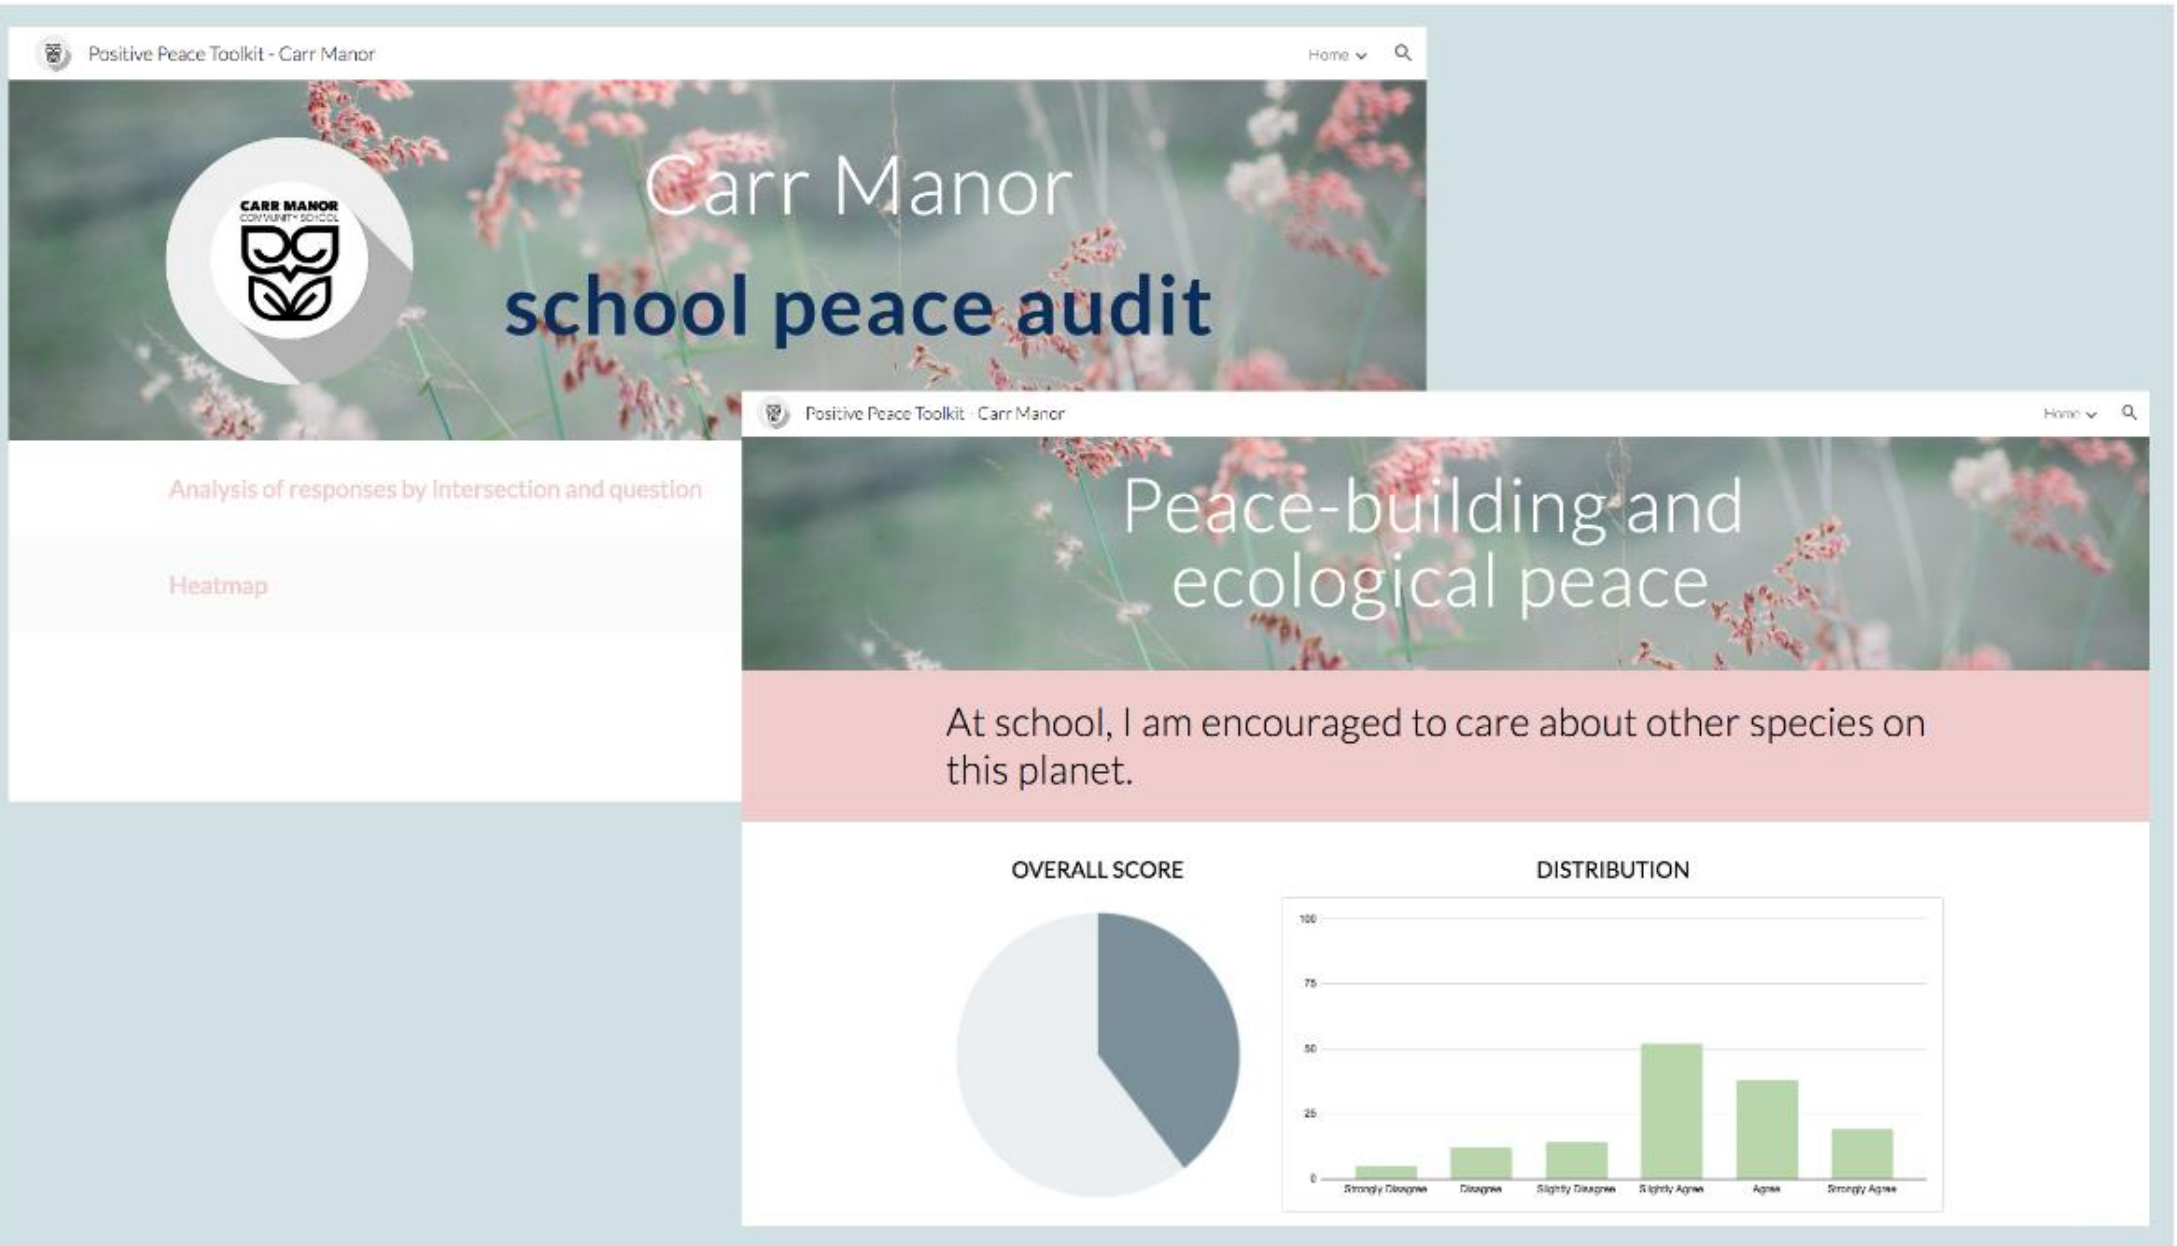 Positive Peace Toolkit - Carr Manor
Home
CARR MANOR
COMMUNITY SCHOOL
Carr Manor
school peace audit
Analysis of responses by intersection and question
Heatmap
Positive Peace Toolkit - Carr Manor
Home
Peace-building and
ecological peace
At school, I am encouraged to care about other species on
this planet.
OVERALL SCORE
DISTRIBUTION
100
75
50
25
0
Strongly Disagree
Disagree
Slightly Disagree
Slightly Agree
Agree
Strongly Agree